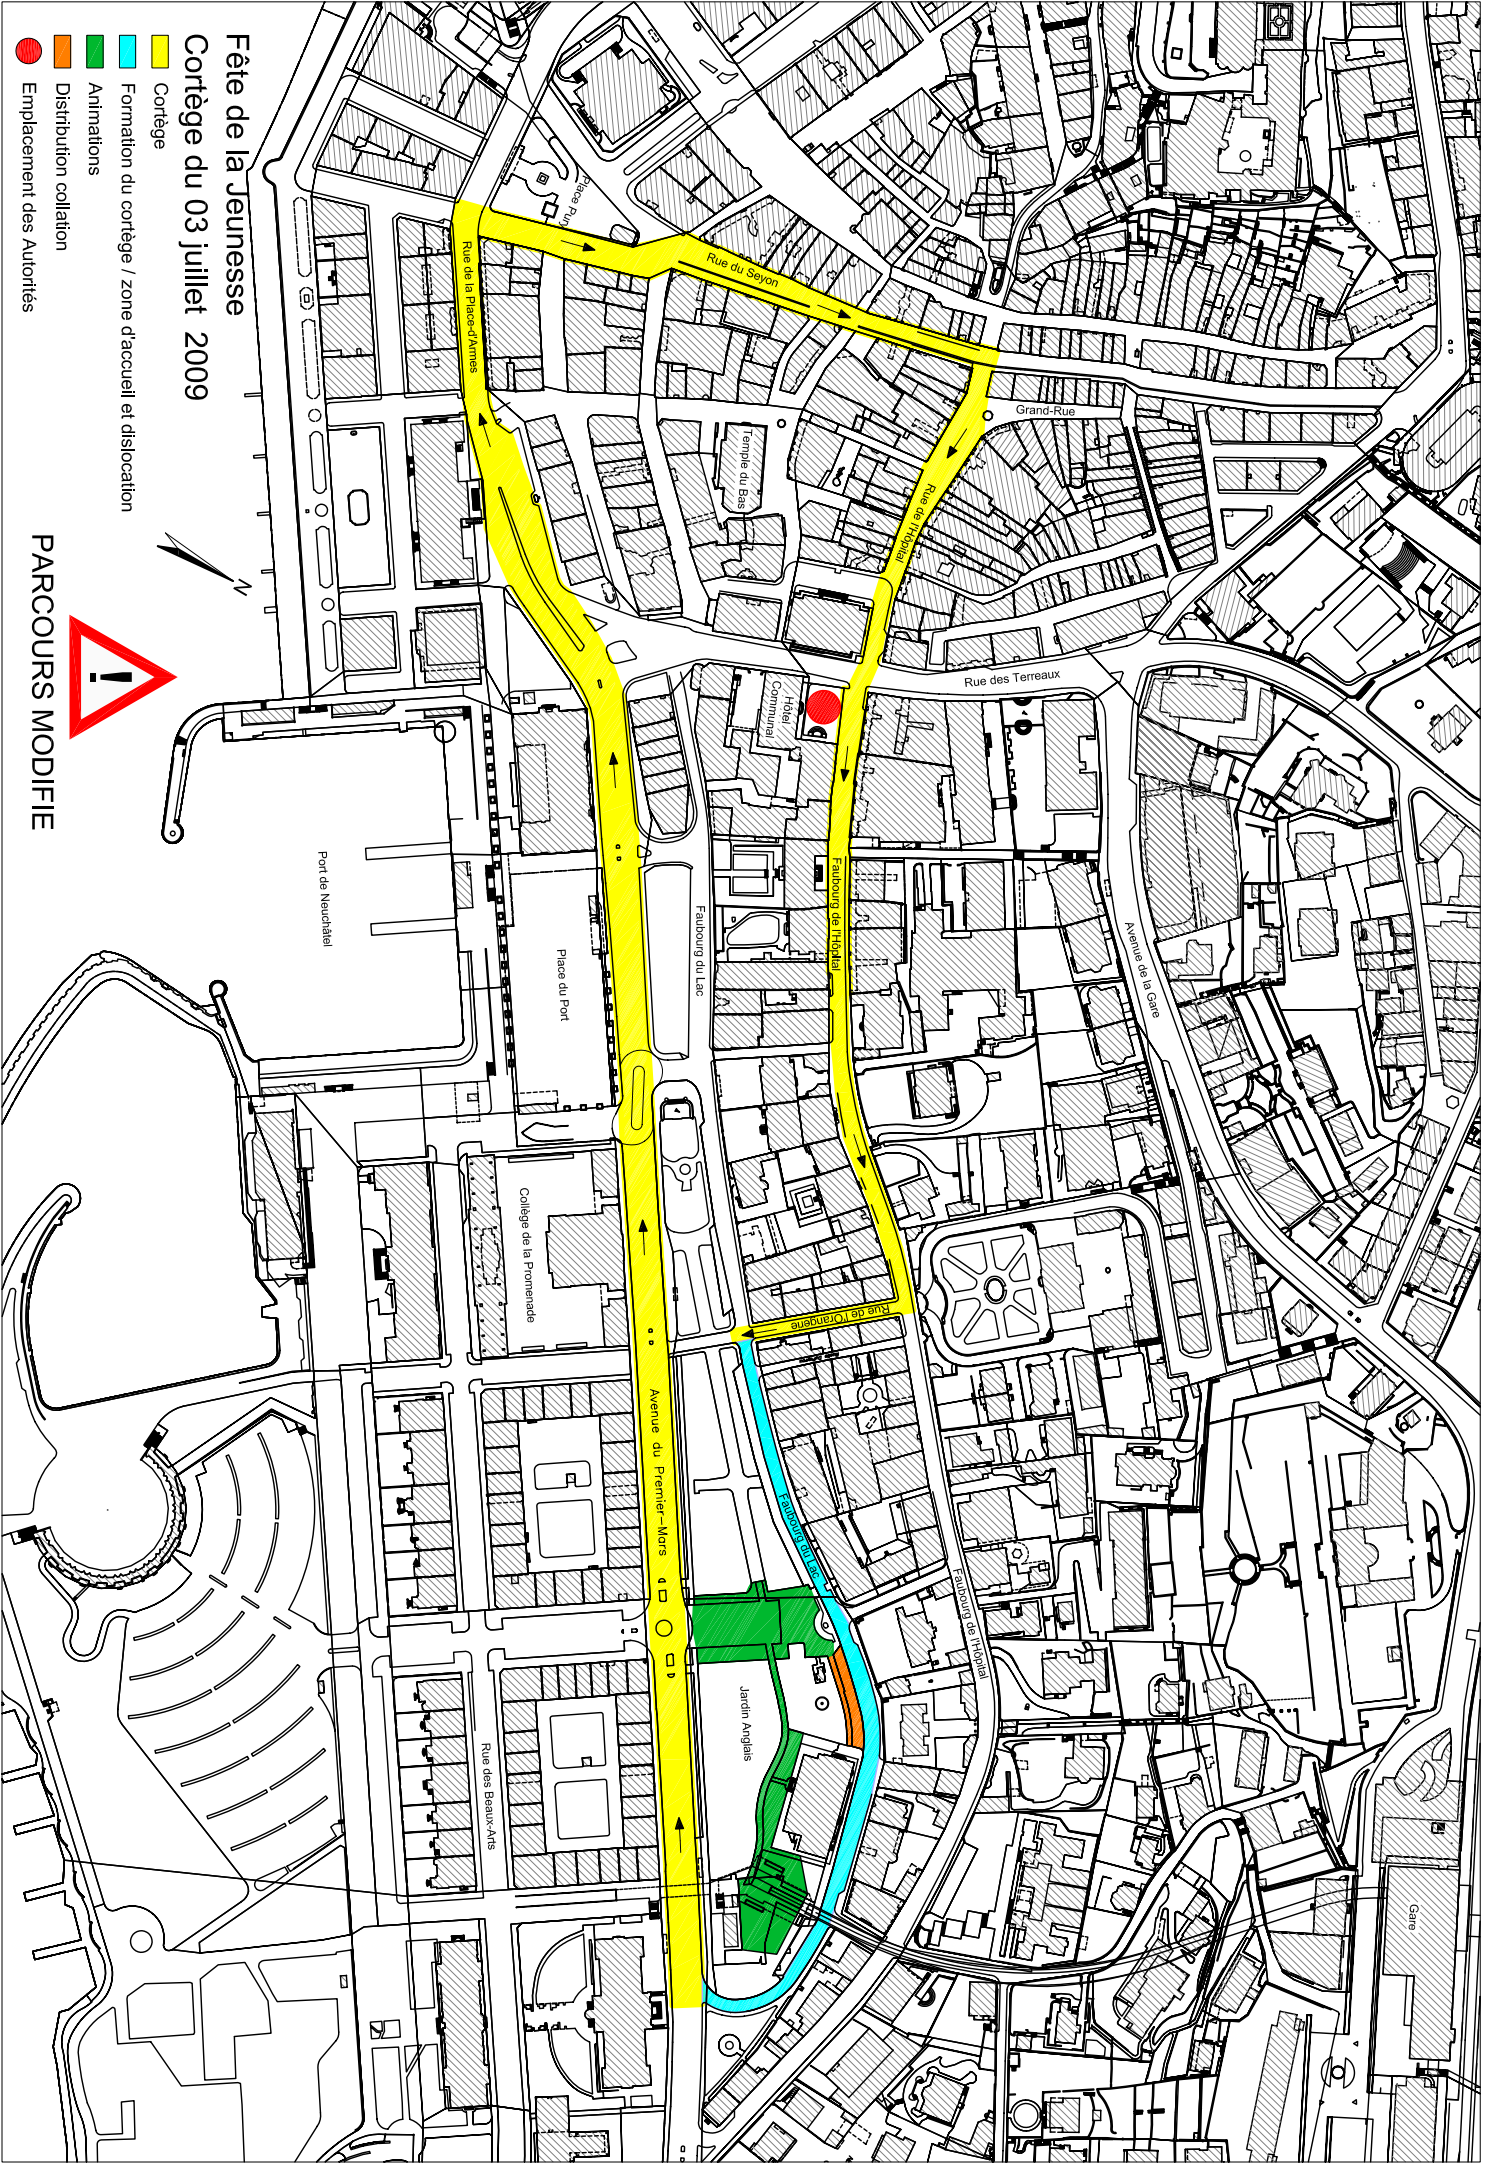 Fête de la Jeunesse
Cortège du 03 juillet 2009
Cortège
Formation du cortège / zone d'accueil et dislocation
Animations
Distribution collation
Emplacement des Autorités
N
!
PARCOURS MODIFIE
Place Pury
Rue de la Place-d'Armes
Rue du Seyon
Grand-Rue
Temple du Bas
Rue de l'Hôpital
Rue des Terreaux
Hôtel
Communal
Faubourg de l'Hôpital
Avenue de la Gare
Faubourg du Lac
Place du Port
Port de Neuchâtel
Collège de la Promenade
Rue de l'Orangerie
Avenue du Premier-Mars
Faubourg du Lac
Faubourg de l'Hôpital
Jardin Anglais
Rue des Beaux-Arts
Gare